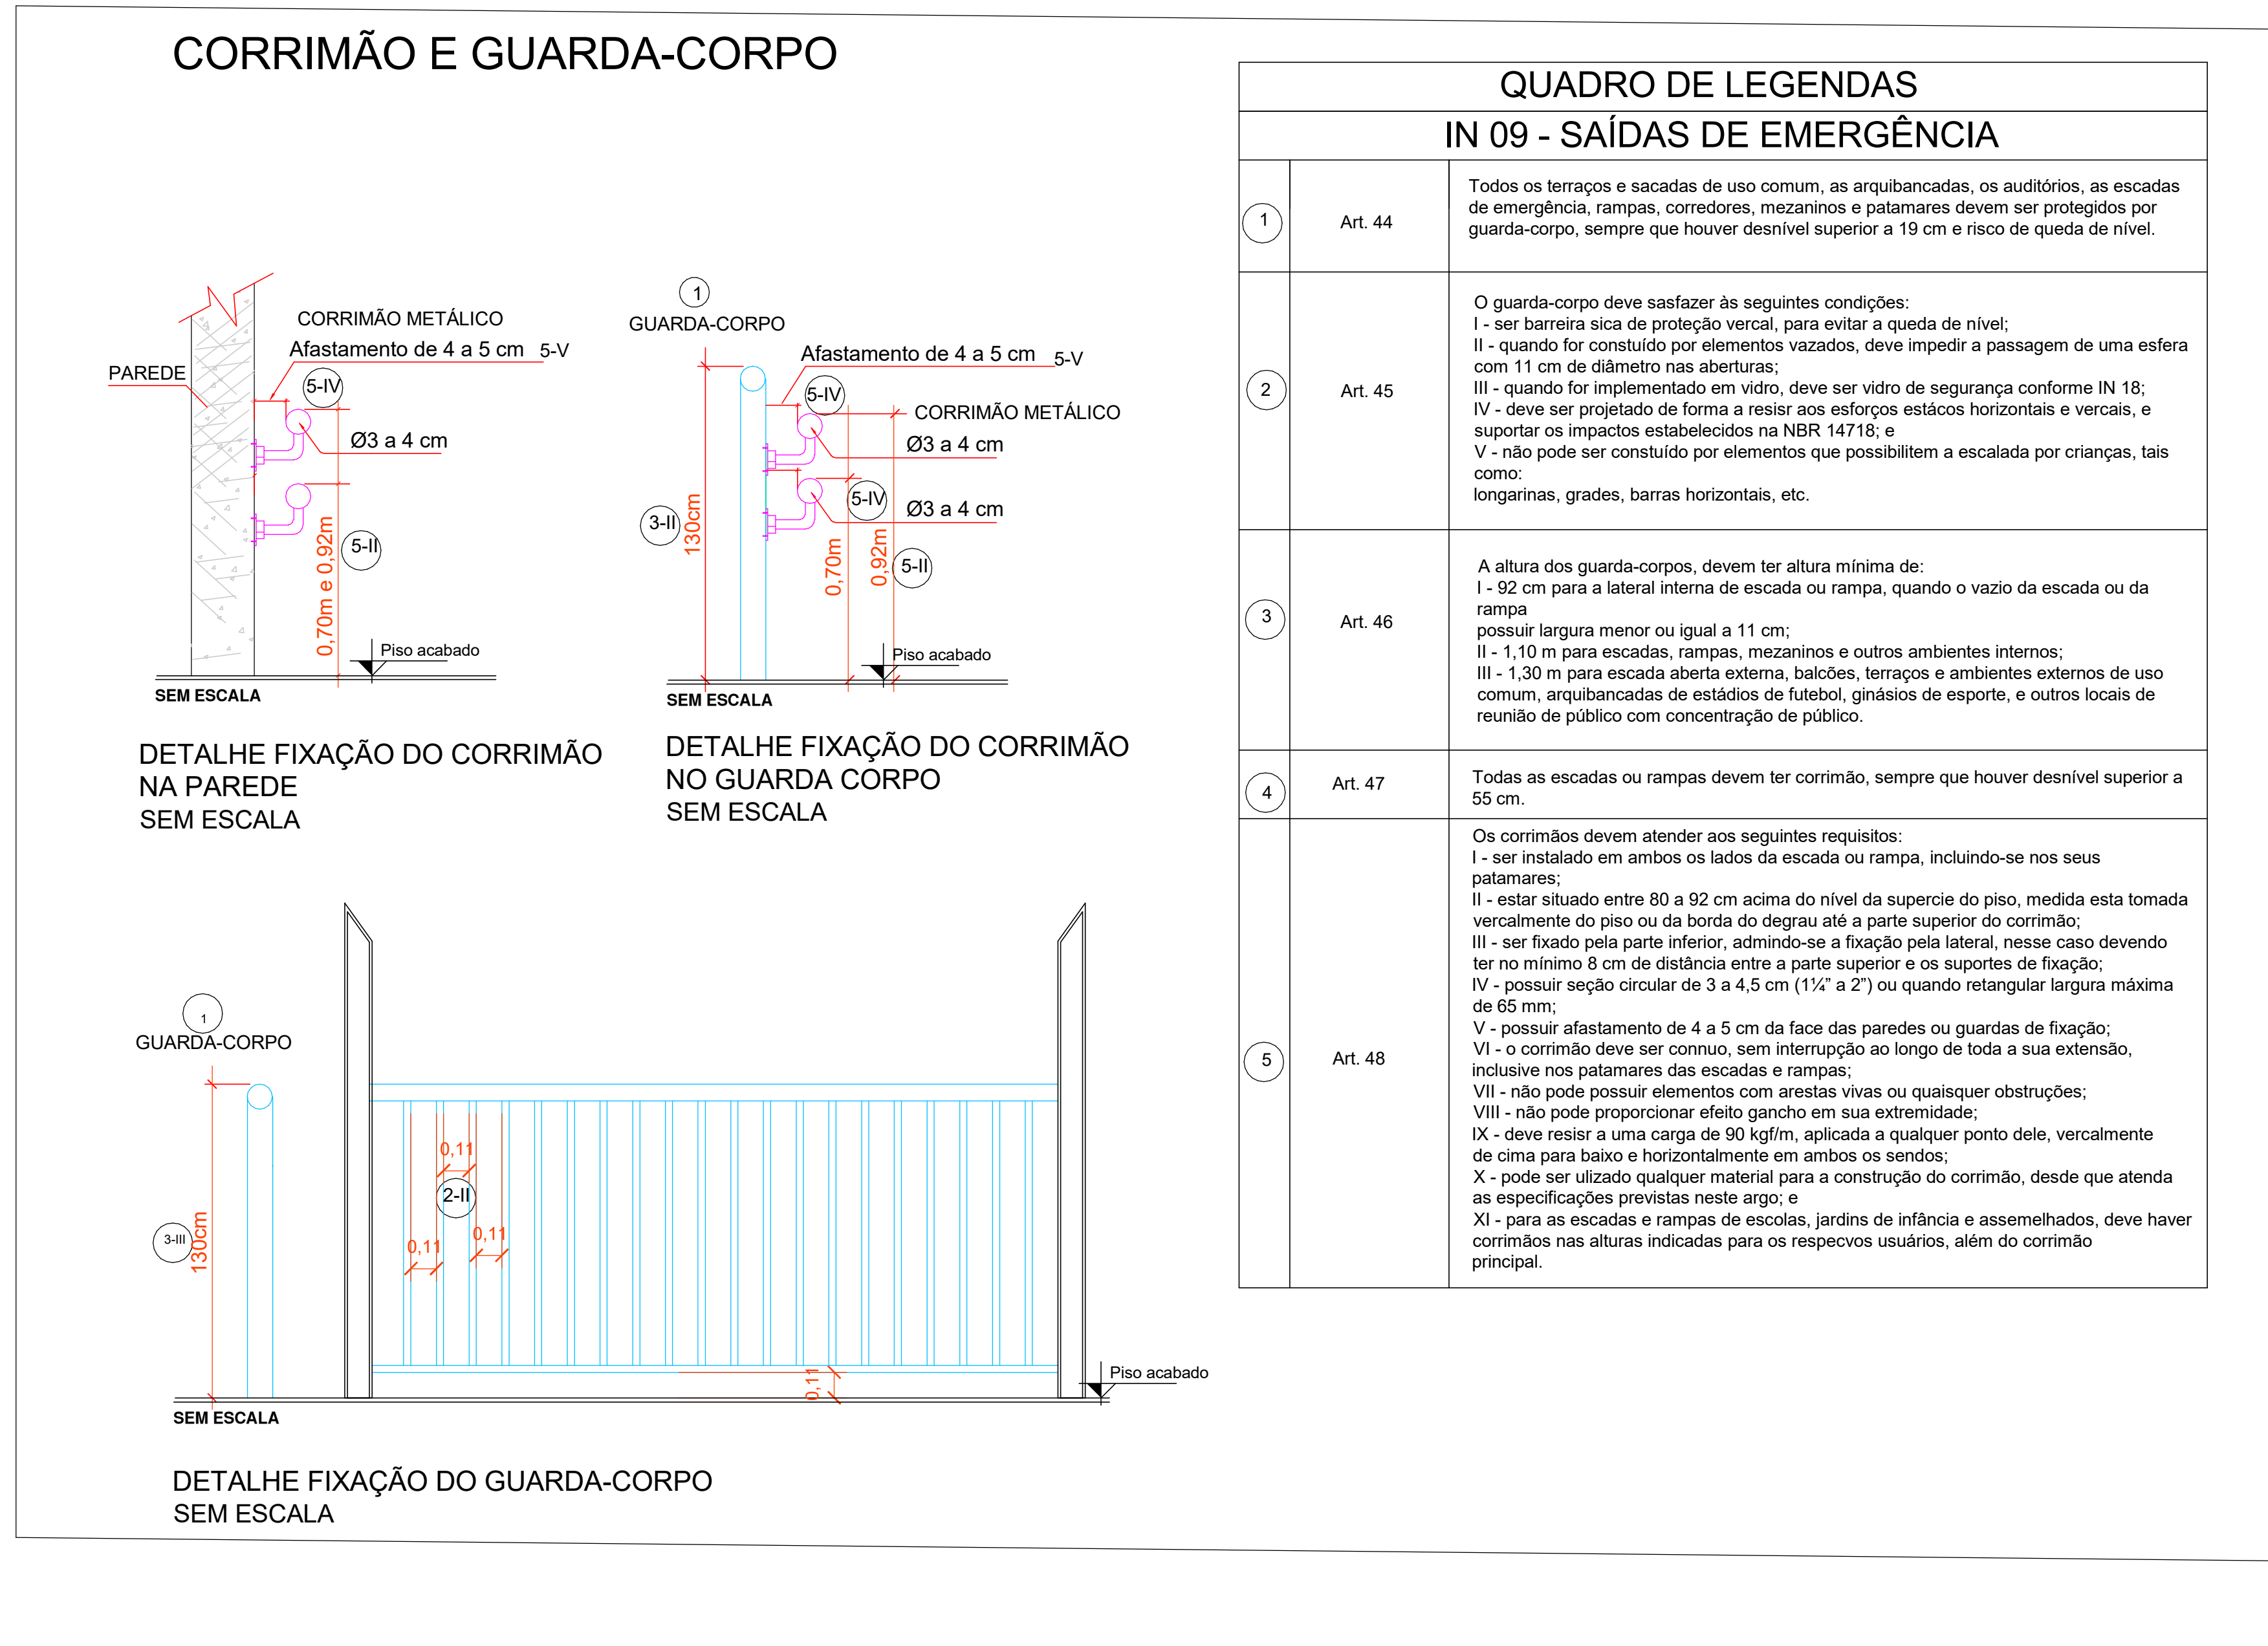 CORRIMÃO E GUARDA-CORPO
CORRIMÃO METÁLICO
Afastamento de 4 a 5 cm 5-V
PAREDE
5-IV
Ø3 a 4 cm
0,70m e 0,92m
5-II
Piso acabado
SEM ESCALA
DETALHE FIXAÇÃO DO CORRIMÃO
NA PAREDE
SEM ESCALA
1
GUARDA-CORPO
Afastamento de 4 a 5 cm 5-V
5-IV
CORRIMÃO METÁLICO
Ø3 a 4 cm
5-IV
Ø3 a 4 cm
3-II
130cm
0,70m
0,92m
5-II
Piso acabado
SEM ESCALA
DETALHE FIXAÇÃO DO CORRIMÃO
NO GUARDA CORPO
SEM ESCALA
1
GUARDA-CORPO
3-III
130cm
0,11
2-II
0,11
0,11
0,11
Piso acabado
SEM ESCALA
DETALHE FIXAÇÃO DO GUARDA-CORPO
SEM ESCALA
QUADRO DE LEGENDAS
IN 09 - SAÍDAS DE EMERGÊNCIA
1
Art. 44
Todos os terraços e sacadas de uso comum, as arquibancadas, os auditórios, as escadas
de emergência, rampas, corredores, mezaninos e patamares devem ser protegidos por
guarda-corpo, sempre que houver desnível superior a 19 cm e risco de queda de nível.
2
Art. 45
O guarda-corpo deve sasfazer às seguintes condições:
I - ser barreira sica de proteção vercal, para evitar a queda de nível;
II - quando for constuído por elementos vazados, deve impedir a passagem de uma esfera
com 11 cm de diâmetro nas aberturas;
III - quando for implementado em vidro, deve ser vidro de segurança conforme IN 18;
IV - deve ser projetado de forma a resisr aos esforços estácos horizontais e vercais, e
suportar os impactos estabelecidos na NBR 14718; e
V - não pode ser constuído por elementos que possibilitem a escalada por crianças, tais
como:
longarinas, grades, barras horizontais, etc.
3
Art. 46
A altura dos guarda-corpos, devem ter altura mínima de:
I - 92 cm para a lateral interna de escada ou rampa, quando o vazio da escada ou da
rampa
possuir largura menor ou igual a 11 cm;
II - 1,10 m para escadas, rampas, mezaninos e outros ambientes internos;
III - 1,30 m para escada aberta externa, balcões, terraços e ambientes externos de uso
comum, arquibancadas de estádios de futebol, ginásios de esporte, e outros locais de
reunião de público com concentração de público.
4
Art. 47
Todas as escadas ou rampas devem ter corrimão, sempre que houver desnível superior a
55 cm.
5
Art. 48
Os corrimãos devem atender aos seguintes requisitos:
I - ser instalado em ambos os lados da escada ou rampa, incluindo-se nos seus
patamares;
II - estar situado entre 80 a 92 cm acima do nível da supercie do piso, medida esta tomada
vercalmente do piso ou da borda do degrau até a parte superior do corrimão;
III - ser fixado pela parte inferior, admindo-se a fixação pela lateral, nesse caso devendo
ter no mínimo 8 cm de distância entre a parte superior e os suportes de fixação;
IV - possuir seção circular de 3 a 4,5 cm (1¼” a 2”) ou quando retangular largura máxima
de 65 mm;
V - possuir afastamento de 4 a 5 cm da face das paredes ou guardas de fixação;
VI - o corrimão deve ser connuo, sem interrupção ao longo de toda a sua extensão,
inclusive nos patamares das escadas e rampas;
VII - não pode possuir elementos com arestas vivas ou quaisquer obstruções;
VIII - não pode proporcionar efeito gancho em sua extremidade;
IX - deve resisr a uma carga de 90 kgf/m, aplicada a qualquer ponto dele, vercalmente
de cima para baixo e horizontalmente em ambos os sendos;
X - pode ser ulizado qualquer material para a construção do corrimão, desde que atenda
as especificações previstas neste argo; e
XI - para as escadas e rampas de escolas, jardins de infância e assemelhados, deve haver
corrimãos nas alturas indicadas para os respecvos usuários, além do corrimão
principal.